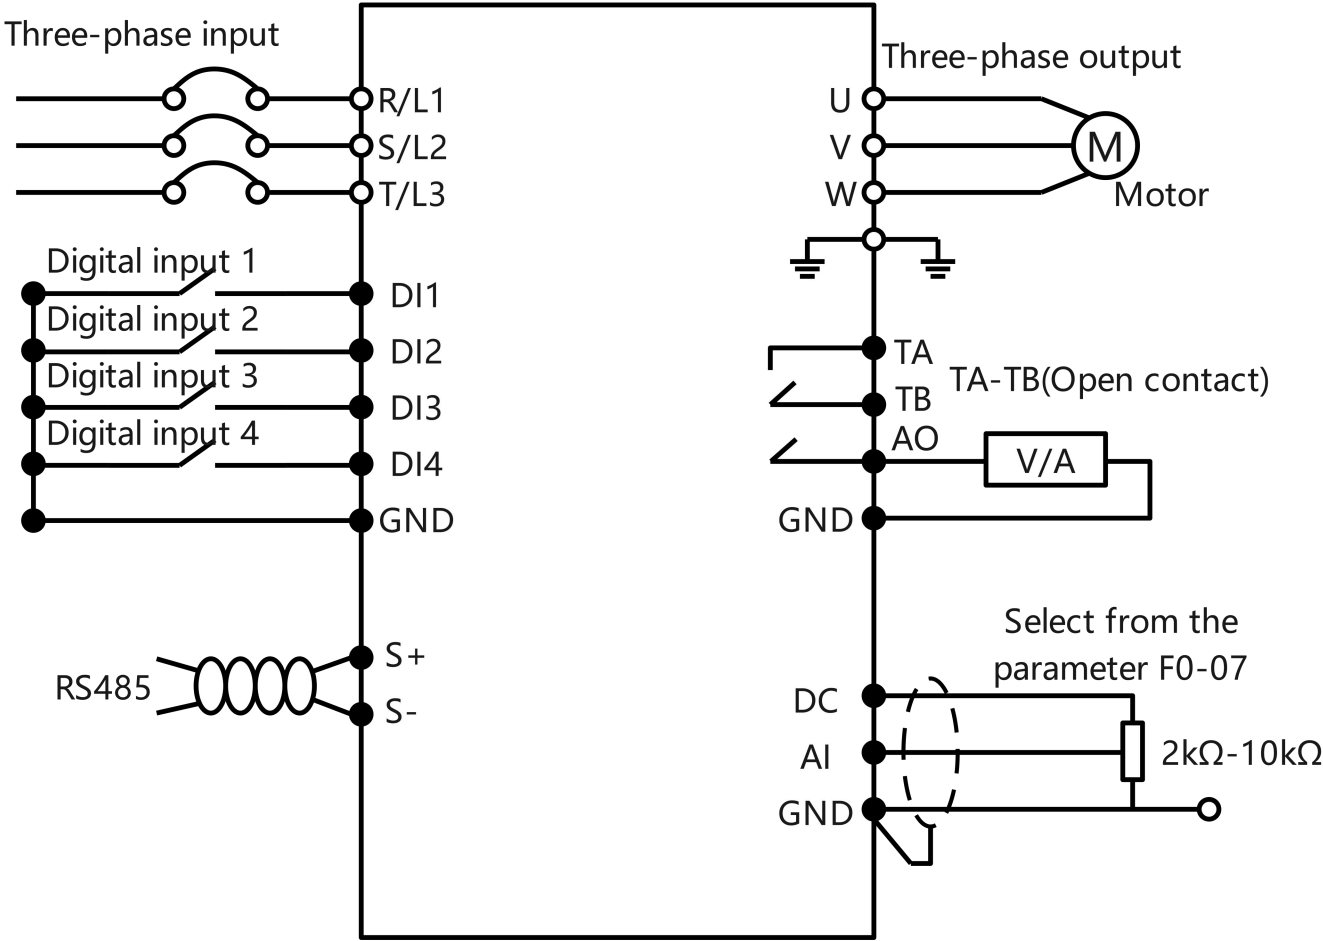 Three-phase input
Three-phase output
R/L1
S/L2
T/L3
U
V
W
M
Motor
Digital input 1
DI1
Digital input 2
DI2
Digital input 3
DI3
Digital input 4
DI4
GND
TA
TB
TA-TB(Open contact)
AO
V/A
GND
RS485
S+
S-
Select from the
parameter F0-07
DC
AI
GND
2kΩ-10kΩ